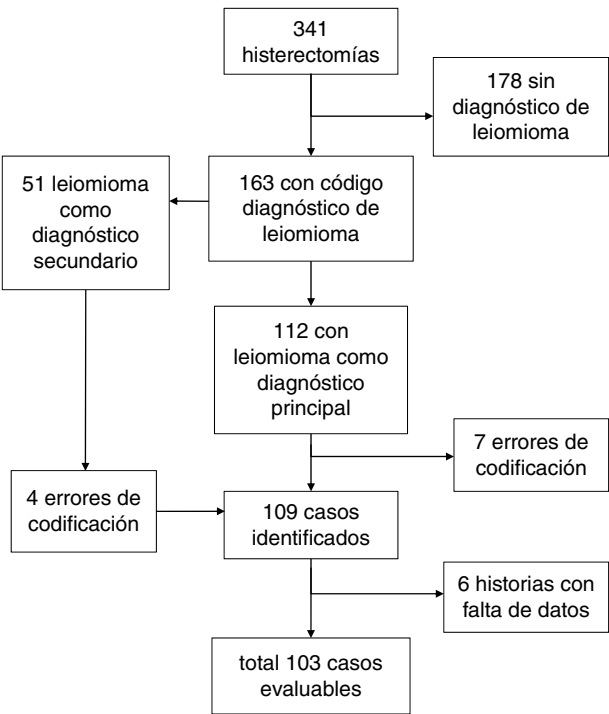 341
histerectomías
178 sin
diagnóstico de
leiomioma
51 leiomioma
como
diagnóstico
secundario
163 con código
diagnóstico de
leiomioma
112 con
leiomioma como
diagnóstico
principal
7 errores de
codificación
4 errores de
codificación
109 casos
identificados
6 historias con
falta de datos
total 103 casos
evaluables